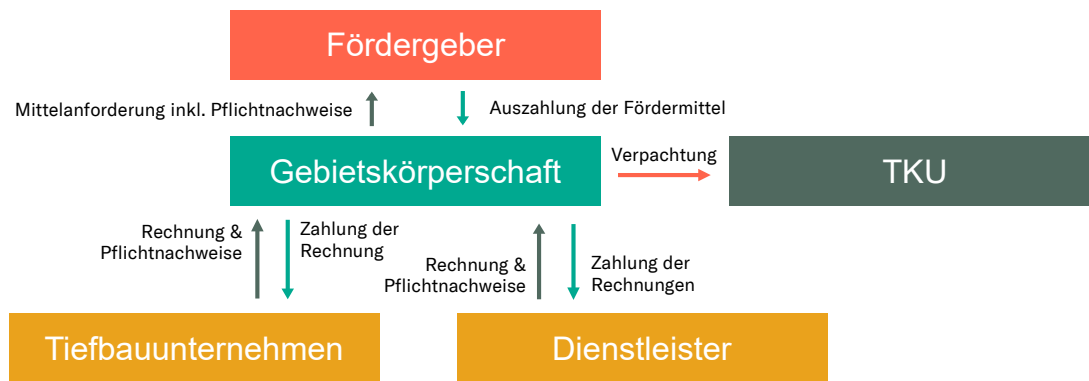 Fördergeber
Mittelanforderung inkl. Pflichtnachweise
Auszahlung der Fördermittel
Gebietskörperschaft
Verpachtung
TKU
Rechnung &
Pflichtnachweise
Zahlung der
Rechnung
Rechnung &
Pflichtnachweise
Zahlung der
Rechnungen
Tiefbauunternehmen
Dienstleister